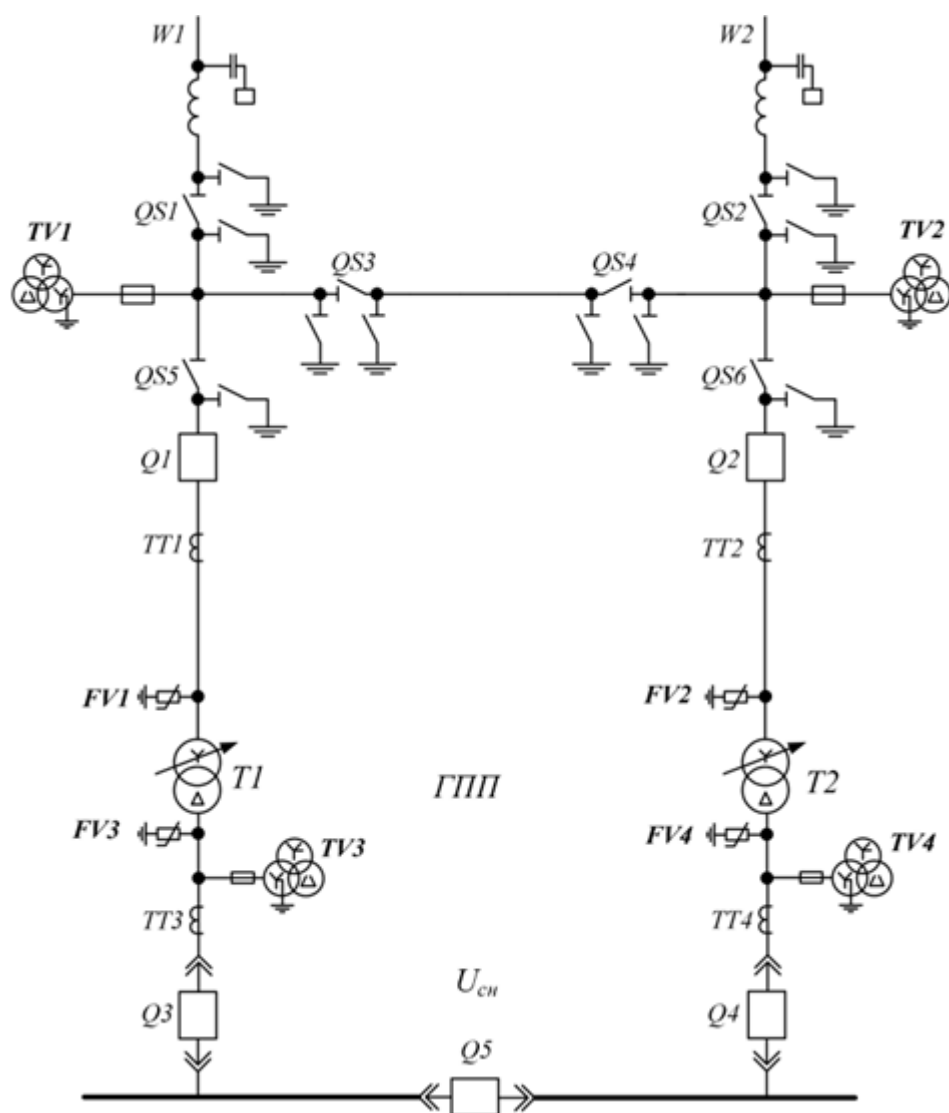 W1 W2
QS1 QS2
TV1 TV2
QS3 QS4
QS5 QS6
Q1 Q2
TT1 TT2
FV1 FV2
T1 ГПП T2
FV3 TV3 FV4 TV4
TT3 TT4
Uсн
Q3 Q4
Q5